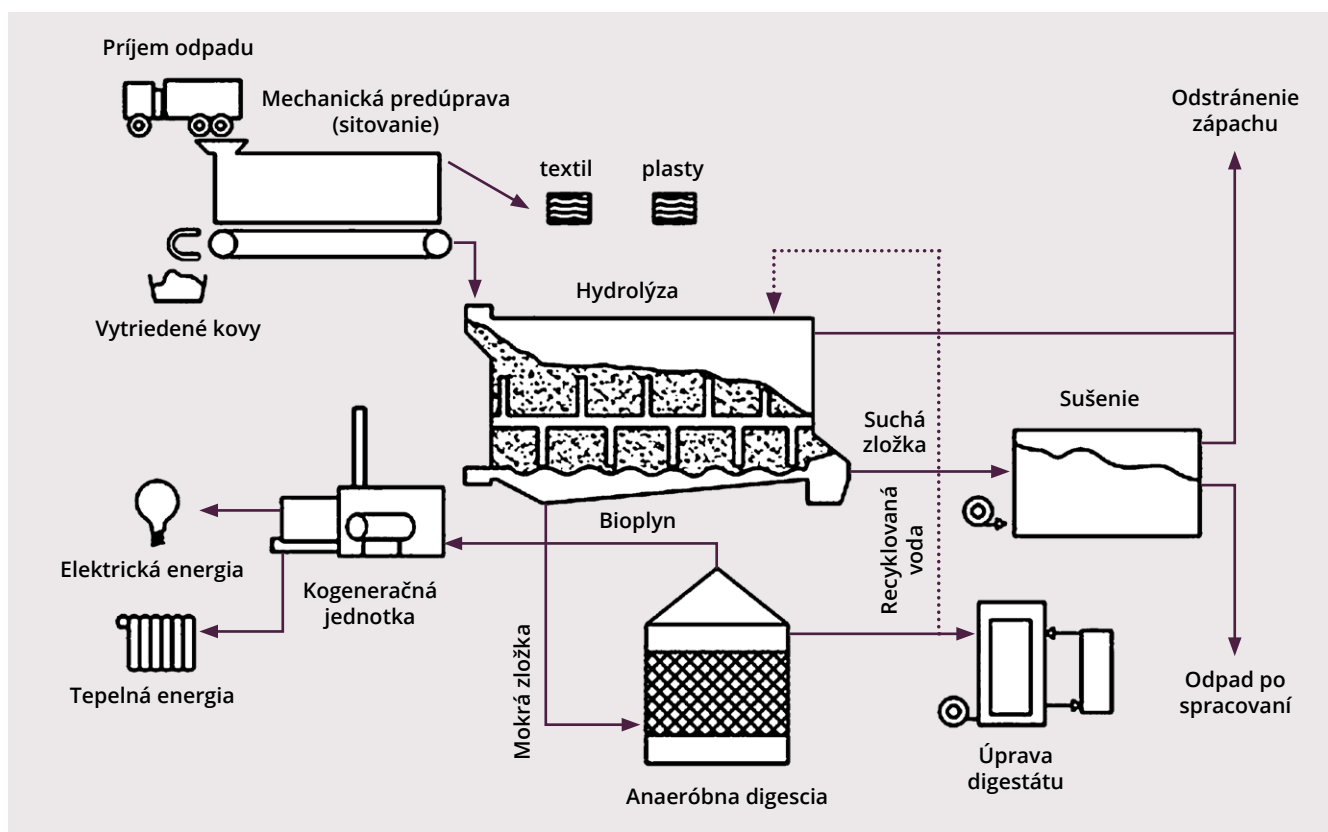 Príjem odpadu
Mechanická predúprava
(sitovanie)
textil
plasty
Odstránenie
zápachu
Vytriedené kovy
Hydrolýza
Suchá
zložka
Sušenie
Recyklovaná
voda
Bioplyn
Elektrická energia
Kogeneračná
jednotka
Tepelná energia
Mokrá zložka
Anaeróbna digescia
Úprava
digestátu
Odpad po
spracovaní